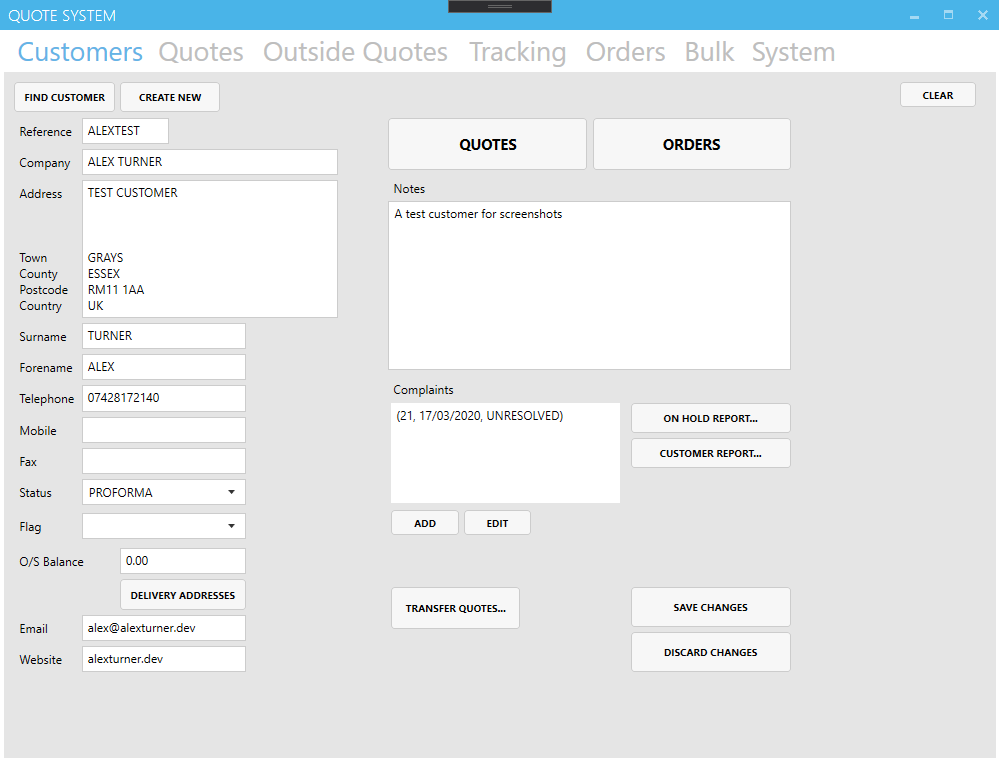 QUOTE SYSTEM
Customers Quotes Outside Quotes Tracking Orders Bulk System
FIND CUSTOMER CREATE NEW CLEAR
Reference ALEXTEST
Company ALEX TURNER
Address TEST CUSTOMER
Town GRAYS
County ESSEX
Postcode RM11 1AA
Country UK
Surname TURNER
Forename ALEX
Telephone 07428172140
Mobile
Fax
Status PROFORMA
Flag
O/S Balance 0.00
DELIVERY ADDRESSES
Email alex@alexturner.dev
Website alexturner.dev
QUOTES ORDERS
Notes
A test customer for screenshots
Complaints
(21, 17/03/2020, UNRESOLVED)
ON HOLD REPORT...
CUSTOMER REPORT...
ADD EDIT
TRANSFER QUOTES...
SAVE CHANGES
DISCARD CHANGES